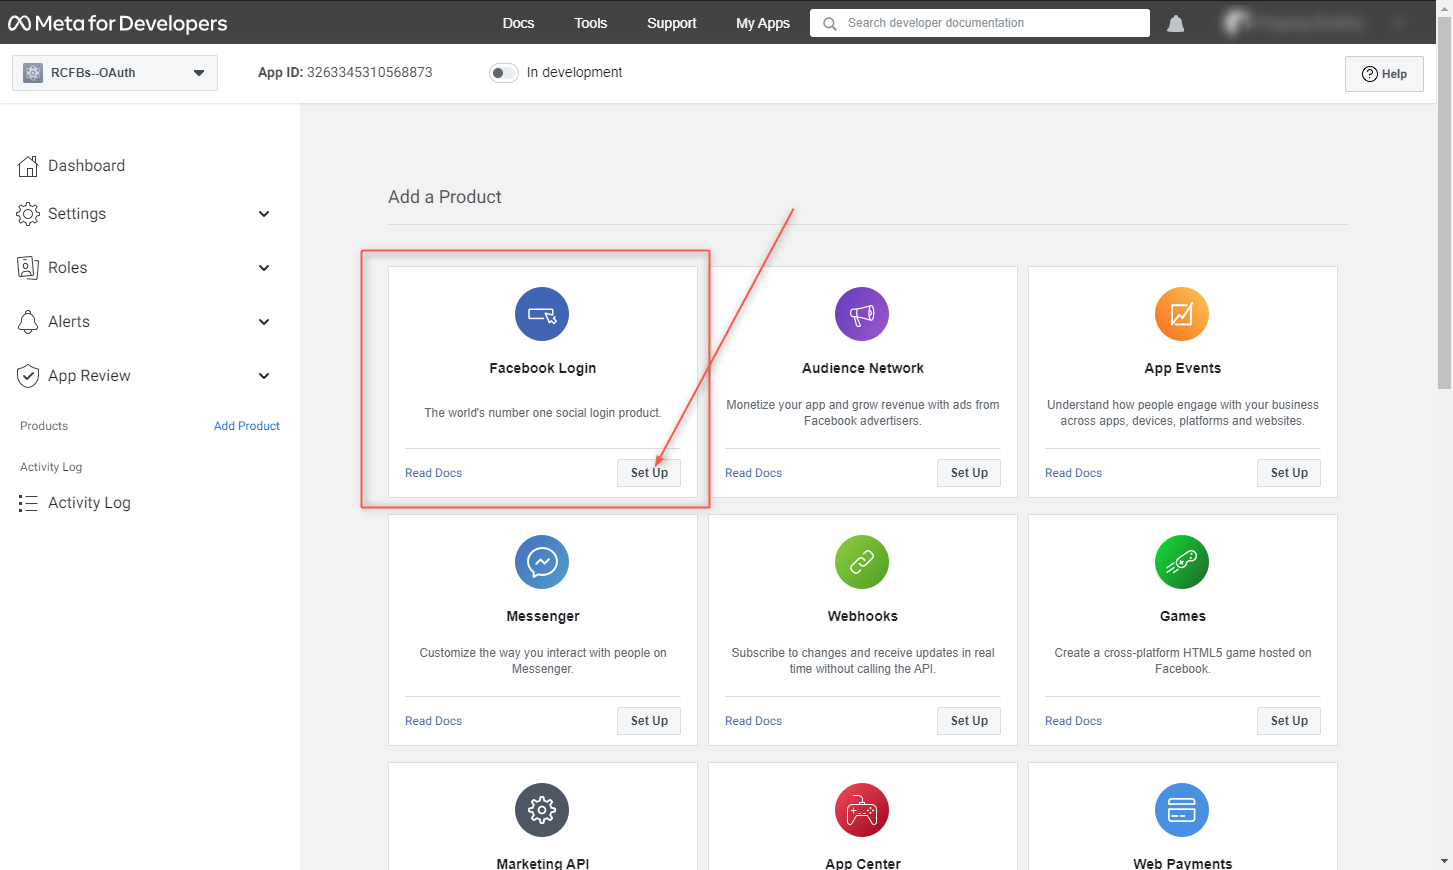 Meta for Developers
Docs Tools Support My Apps Search developer documentation
RCFBs--OAuth App ID: 3263345310568873 In development Help
Dashboard
Settings
Roles
Alerts
App Review
Products Add Product
Activity Log
Activity Log
Add a Product
Facebook Login
The world's number one social login product.
Read Docs Set Up
Audience Network
Monetize your app and grow revenue with ads from
Facebook advertisers.
Read Docs Set Up
App Events
Understand how people engage with your business
across apps, devices, platforms and websites.
Read Docs Set Up
Messenger
Customize the way you interact with people on
Messenger.
Read Docs Set Up
Webhooks
Subscribe to changes and receive updates in real
time without calling the API.
Read Docs Set Up
Games
Create a cross-platform HTML5 game hosted on
Facebook.
Read Docs Set Up
Marketing API
App Center
Web Payments